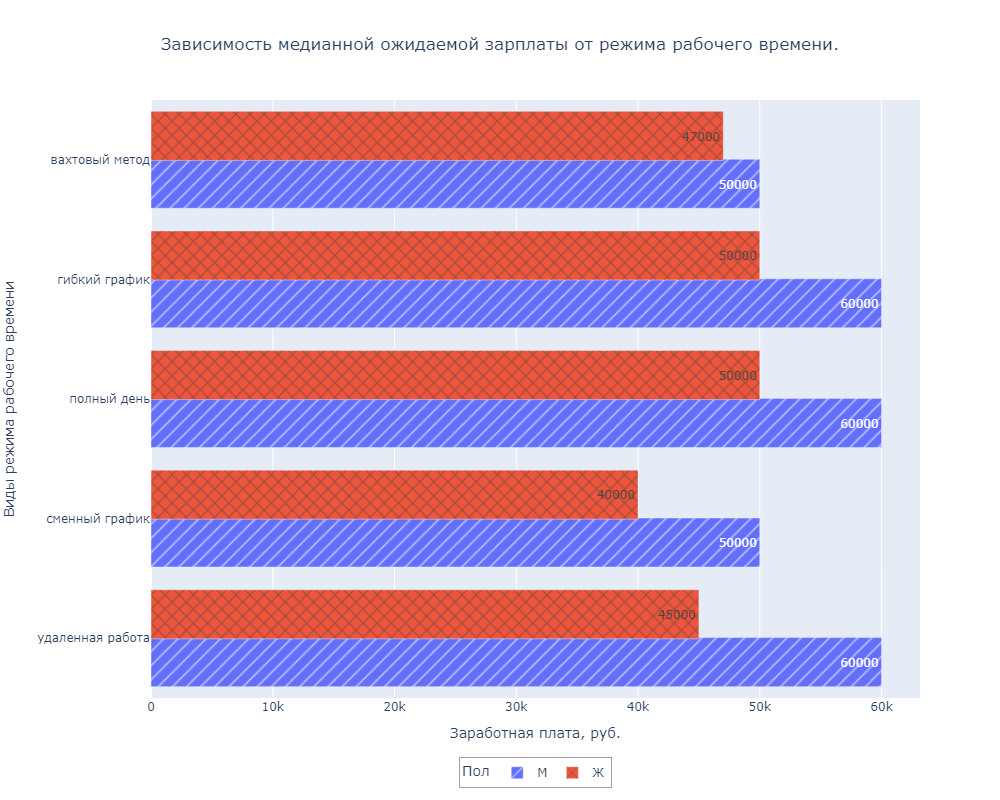 Зависимость медианной ожидаемой зарплаты от режима рабочего времени.
Виды режима рабочего времени
вахтовый метод
47000
50000
гибкий график
50000
60000
полный день
50000
60000
сменный график
40000
50000
удаленная работа
45000
60000
0 10k 20k 30k 40k 50k 60k
Заработная плата, руб.
Пол м ж